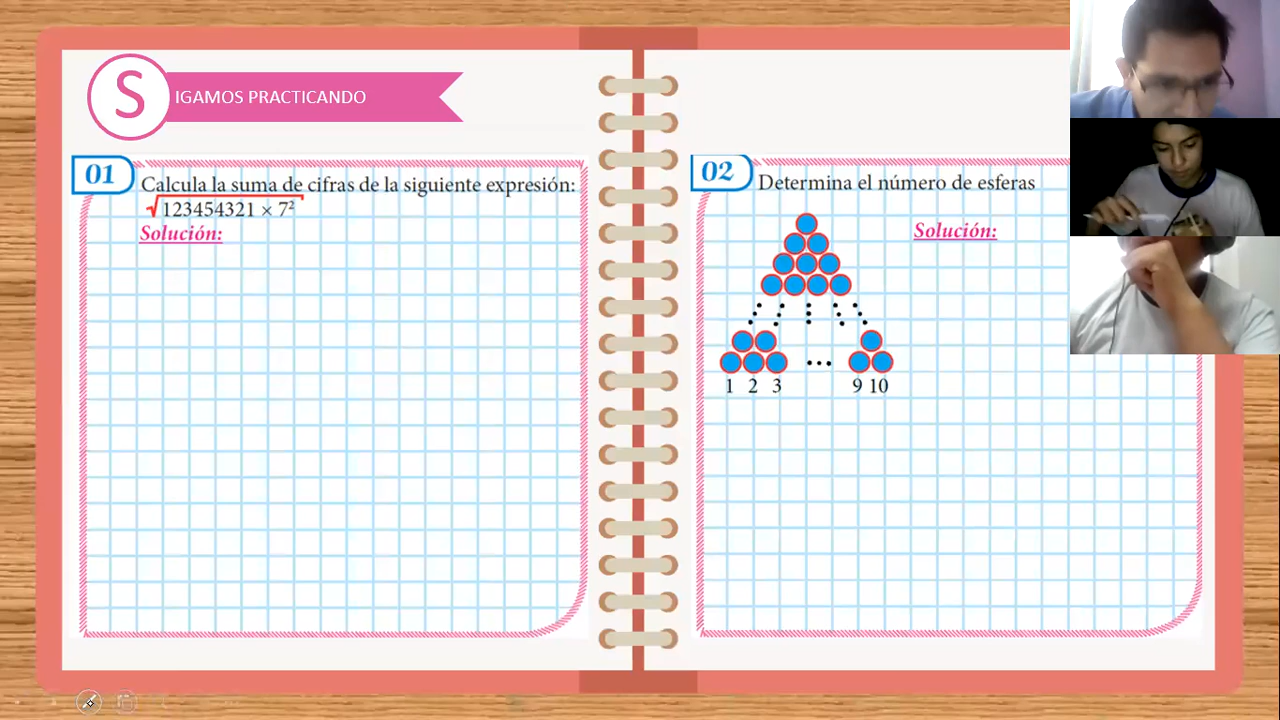 S
IGAMOS PRACTICANDO
01
Calcula la suma de cifras de la siguiente expresión:
√123454321 × 7²
Solución:
02
Determina el número de esferas
Solución:
1 2 3 9 10